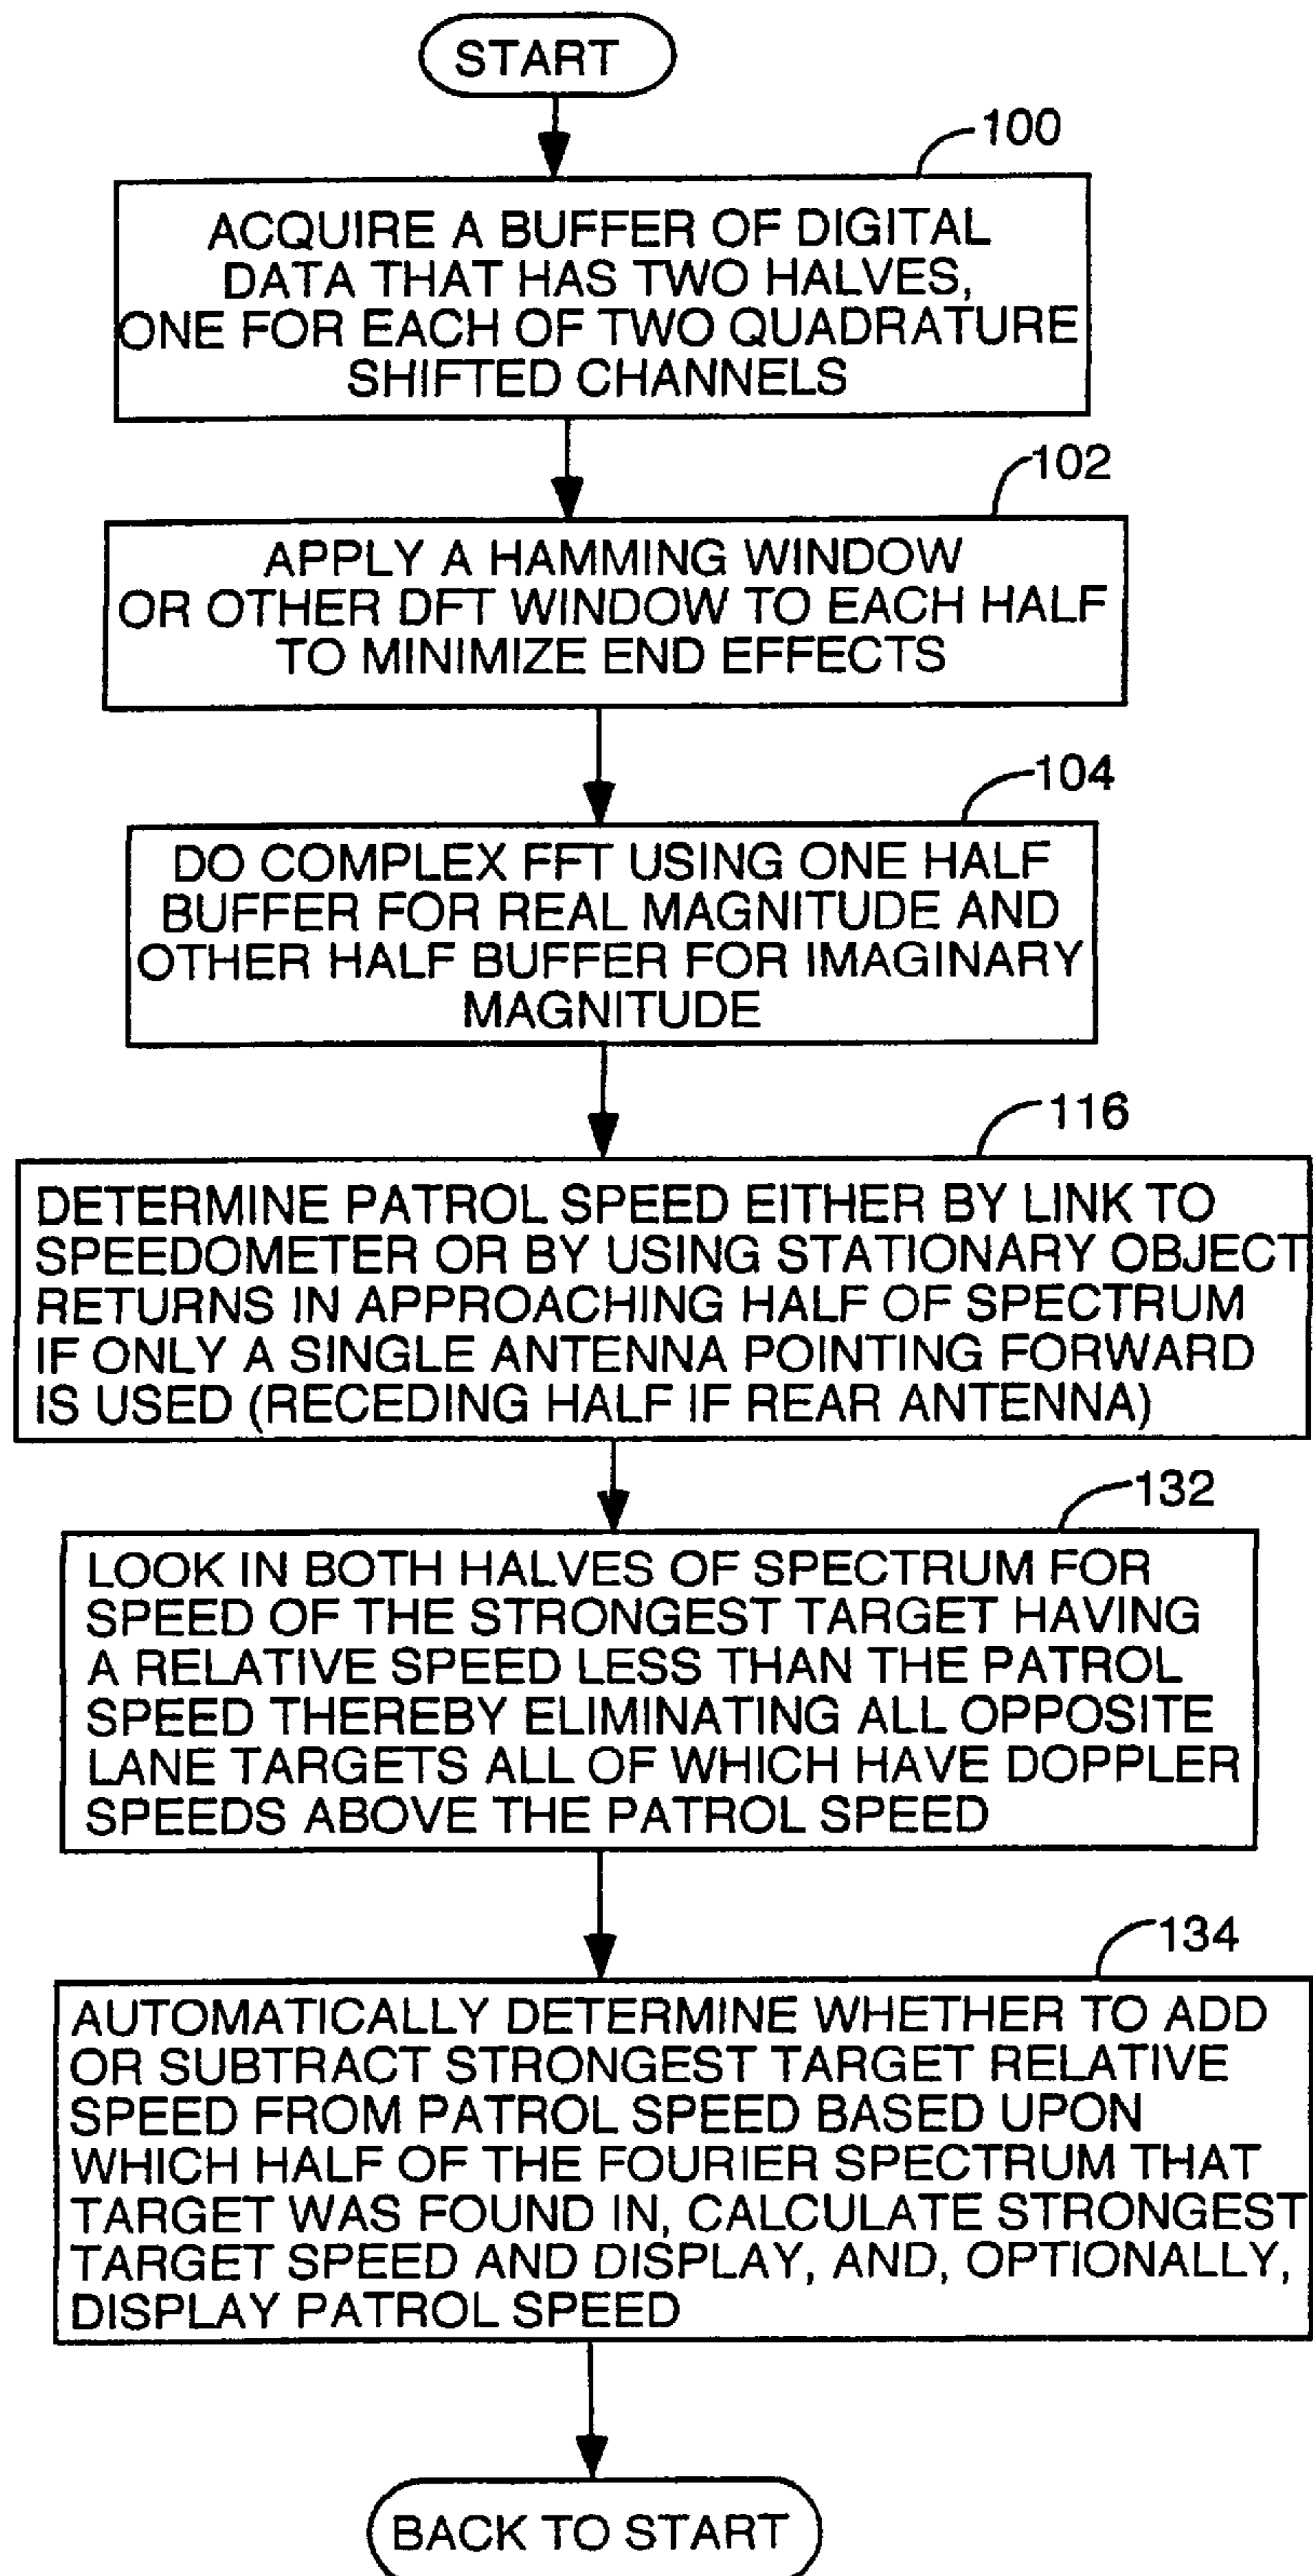 START
100
ACQUIRE A BUFFER OF DIGITAL
DATA THAT HAS TWO HALVES,
ONE FOR EACH OF TWO QUADRATURE
SHIFTED CHANNELS
102
APPLY A HAMMING WINDOW
OR OTHER DFT WINDOW TO EACH HALF
TO MINIMIZE END EFFECTS
104
DO COMPLEX FFT USING ONE HALF
BUFFER FOR REAL MAGNITUDE AND
OTHER HALF BUFFER FOR IMAGINARY
MAGNITUDE
116
DETERMINE PATROL SPEED EITHER BY LINK TO
SPEEDOMETER OR BY USING STATIONARY OBJECT
RETURNS IN APPROACHING HALF OF SPECTRUM
IF ONLY A SINGLE ANTENNA POINTING FORWARD
IS USED (RECEDING HALF IF REAR ANTENNA)
132
LOOK IN BOTH HALVES OF SPECTRUM FOR
SPEED OF THE STRONGEST TARGET HAVING
A RELATIVE SPEED LESS THAN THE PATROL
SPEED THEREBY ELIMINATING ALL OPPOSITE
LANE TARGETS ALL OF WHICH HAVE DOPPLER
SPEEDS ABOVE THE PATROL SPEED
134
AUTOMATICALLY DETERMINE WHETHER TO ADD
OR SUBTRACT STRONGEST TARGET RELATIVE
SPEED FROM PATROL SPEED BASED UPON
WHICH HALF OF THE FOURIER SPECTRUM THAT
TARGET WAS FOUND IN, CALCULATE STRONGEST
TARGET SPEED AND DISPLAY, AND, OPTIONALLY,
DISPLAY PATROL SPEED
BACK TO START